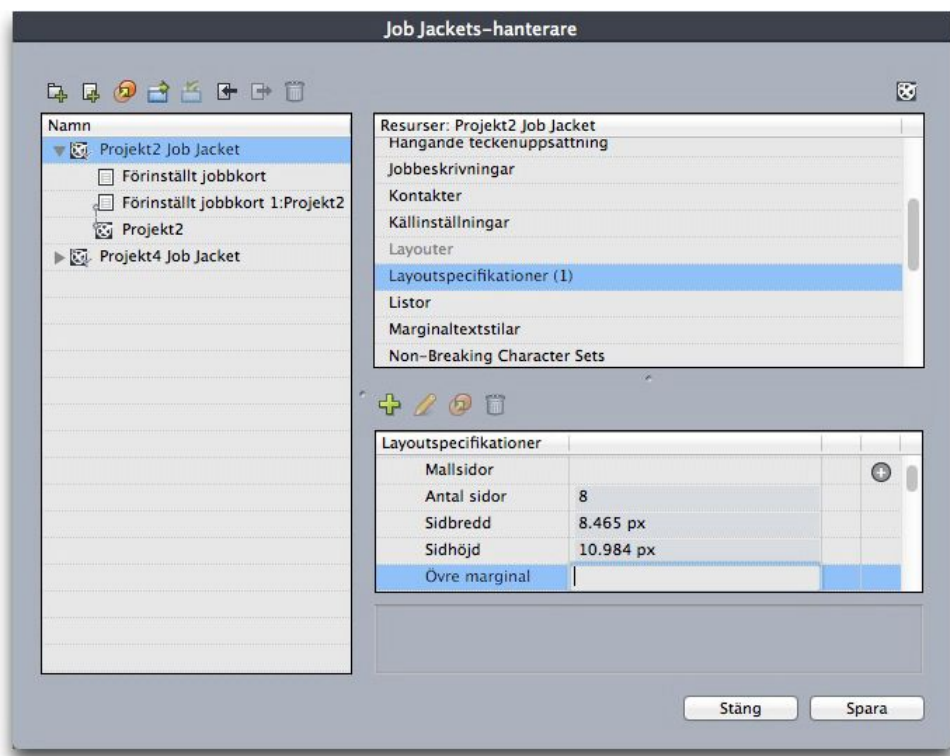 Job Jackets-hanterare
Namn
Projekt2 Job Jacket
Förinställt jobbkort
Förinställt jobbkort 1:Projekt2
Projekt2
Projekt4 Job Jacket
Resurser: Projekt2 Job Jacket
Hängande teckenuppsättning
Jobbeskrivningar
Kontakter
Källinställningar
Layouter
Layoutspecifikationer (1)
Listor
Marginaltextstilar
Non-Breaking Character Sets
Layoutspecifikationer
Mallsidor
Antal sidor 8
Sidbredd 8.465 px
Sidhöjd 10.984 px
Övre marginal
Stäng Spara